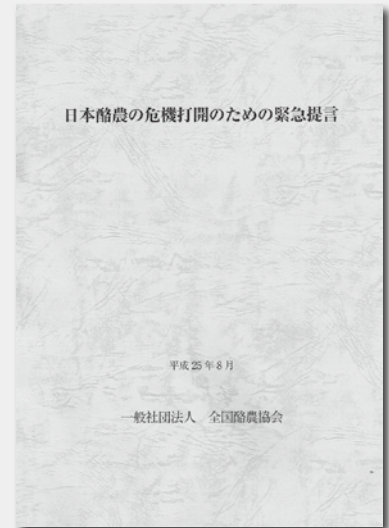 日本酪農の危機打開のための緊急提言
平成25年8月
一般社団法人　全国酪農協会